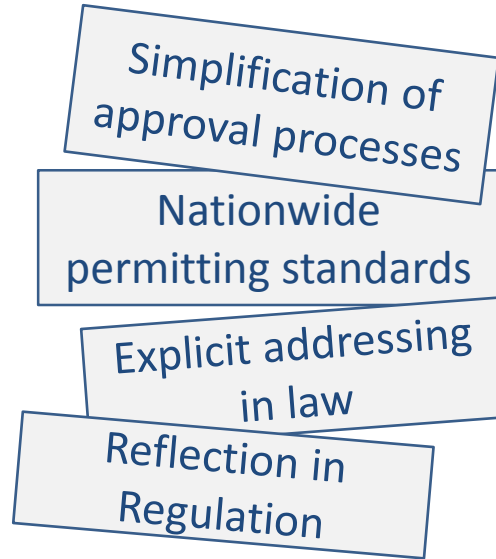 Simplification of
approval processes
Nationwide
permitting standards
Explicit addressing
in law
Reflection in
Regulation